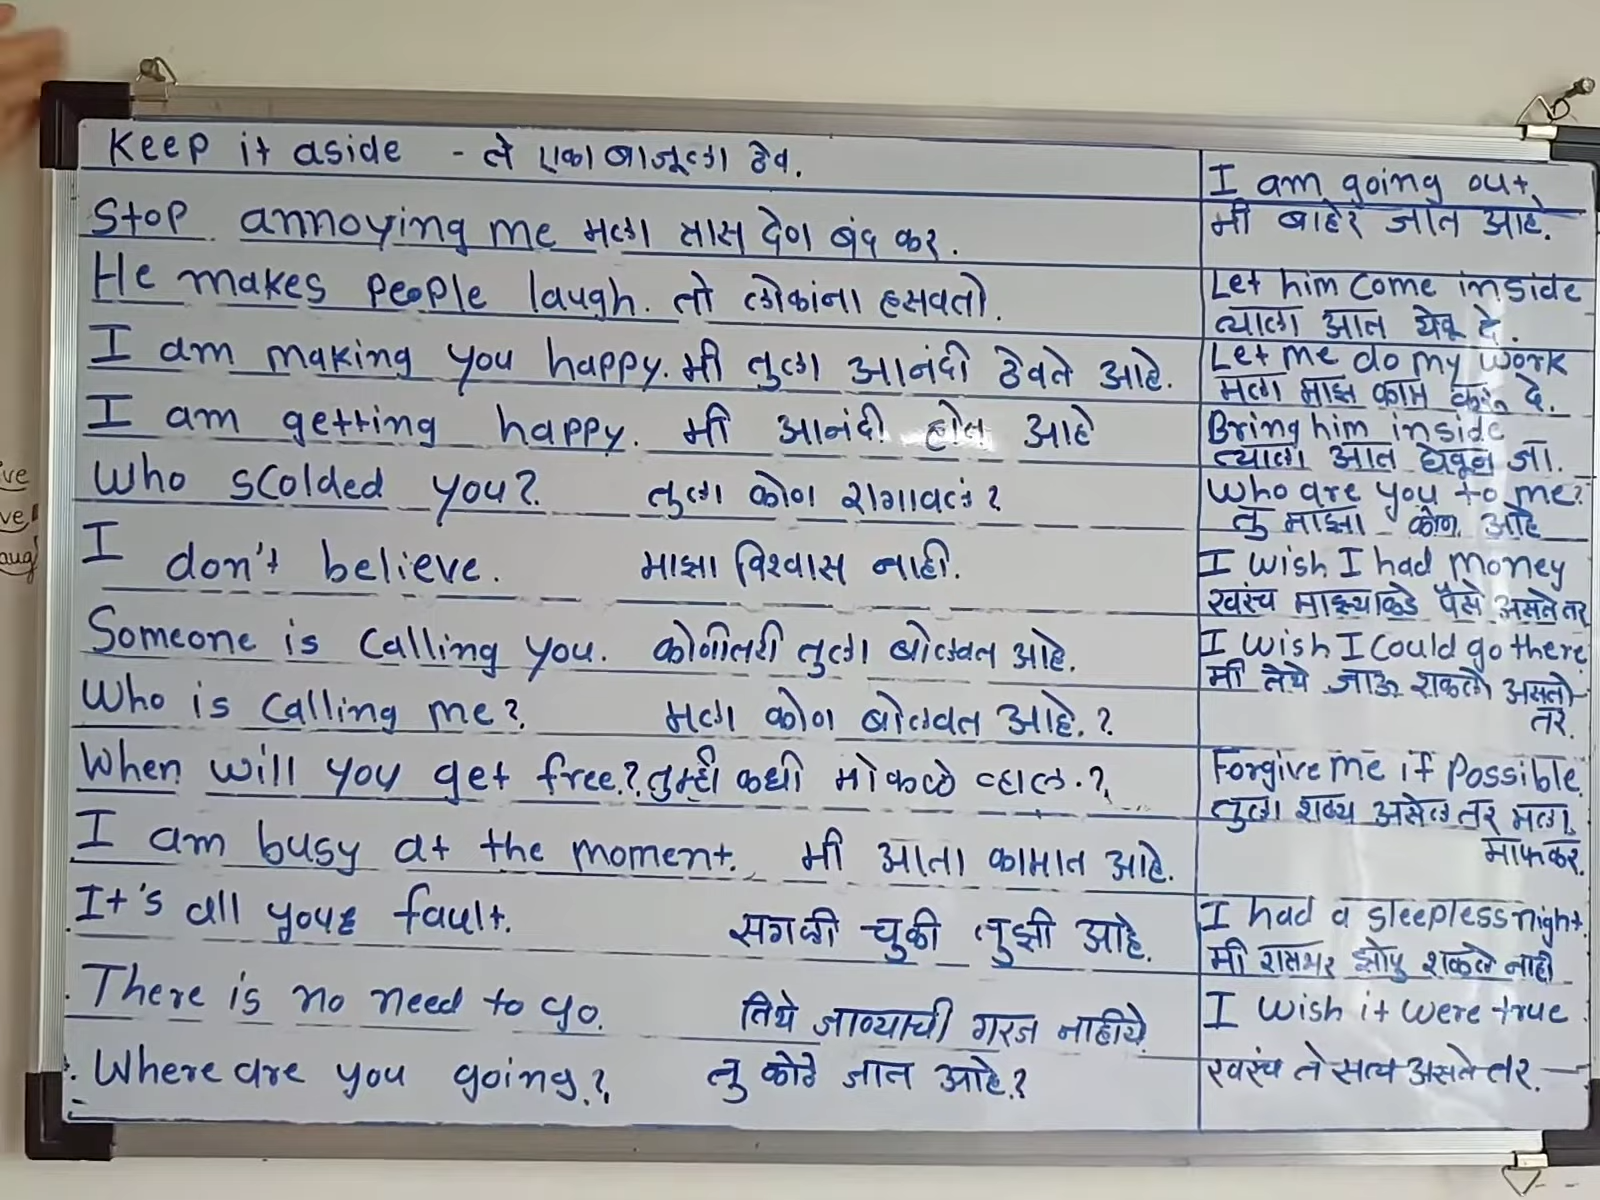 Keep it aside - ते एका बाजूला ठेव.
Stop annoying me मला त्रास देण बंद कर.
He makes people laugh. तो लोकांना हसवतो.
I am making you happy. मी तुला आनंदी ठेवते आहे.
I am getting happy. मी आनंदी होत आहे
Who scolded you? तुला कोण रागावलं?
I don't believe. माझा विश्वास नाही.
Someone is calling you. कोणीतरी तुला बोलवत आहे.
Who is calling me? मला कोण बोलवत आहे.?
When will you get free? तुम्ही कधी मोकळे व्हाल.?
I am busy at the moment. मी आता कामात आहे.
It's all your fault. सगळी चुकी तुझी आहे.
There is no need to go. तिथे जाण्याची गरज नाहीये
Where are you going.? तु कोठे जात आहे.?
I am going out.
मी बाहेर जात आहे.
Let him come inside
त्याला आत येवू दे.
Let me do my work
मला माझ काम करू दे.
Bring him inside
त्याला आत घेवून जा.
Who are you to me?
तु माझा कोण आहे
I wish I had money
खरंच माझ्याकडे पैसे असते तर
I wish I could go there
मी तेथे जाऊ शकलो असतो
तर.
Forgive me if possible.
तुला शक्य असेल तर मला
माफ कर.
I had a sleepless night.
मी रातभर झोपु शकले नाही
I wish it were true
खरंच ते सत्य असते तर.
ive
ve
aug